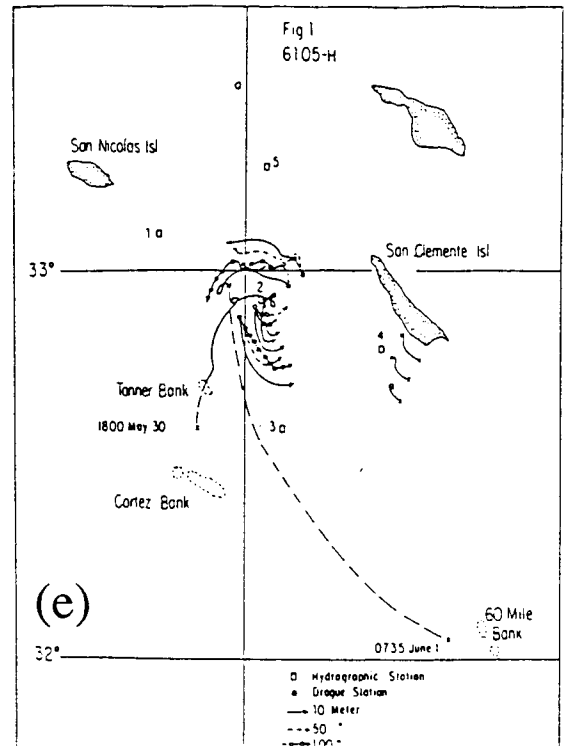 Fig 1
6105-H
San Nicolas Isl
5
1
33°
San Clemente Isl
2
6
4
Tanner Bank
1800 May 30
3
Cortez Bank
(e)
60 Mile
Bank
0735 June 1
32°
Hydrographic Station
Drogue Station
10 Meter
50 "
100 "